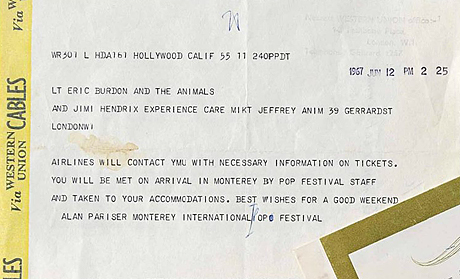 WR301 L HDA161 HOLLYWOOD CALIF 55 11 240PPDT
1967 JUN 12 PM 2 25
LT ERIC BURDON AND THE ANIMALS
AND JIMI HENDRIX EXPERIENCE CARE MIKT JEFFREY ANIM 39 GERRARDST
LONDONW1
AIRLINES WILL CONTACT YMU WITH NECESSARY INFORMATION ON TICKETS.
YOU WILL BE MET ON ARRIVAL IN MONTEREY BY POP FESTIVAL STAFF
AND TAKEN TO YOUR ACCOMMODATIONS. BEST WISHES FOR A GOOD WEEKEND
ALAN PARISER MONTEREY INTERNATIONAL FESTIVAL
Via
Via WESTERN UNION CABLES
Via